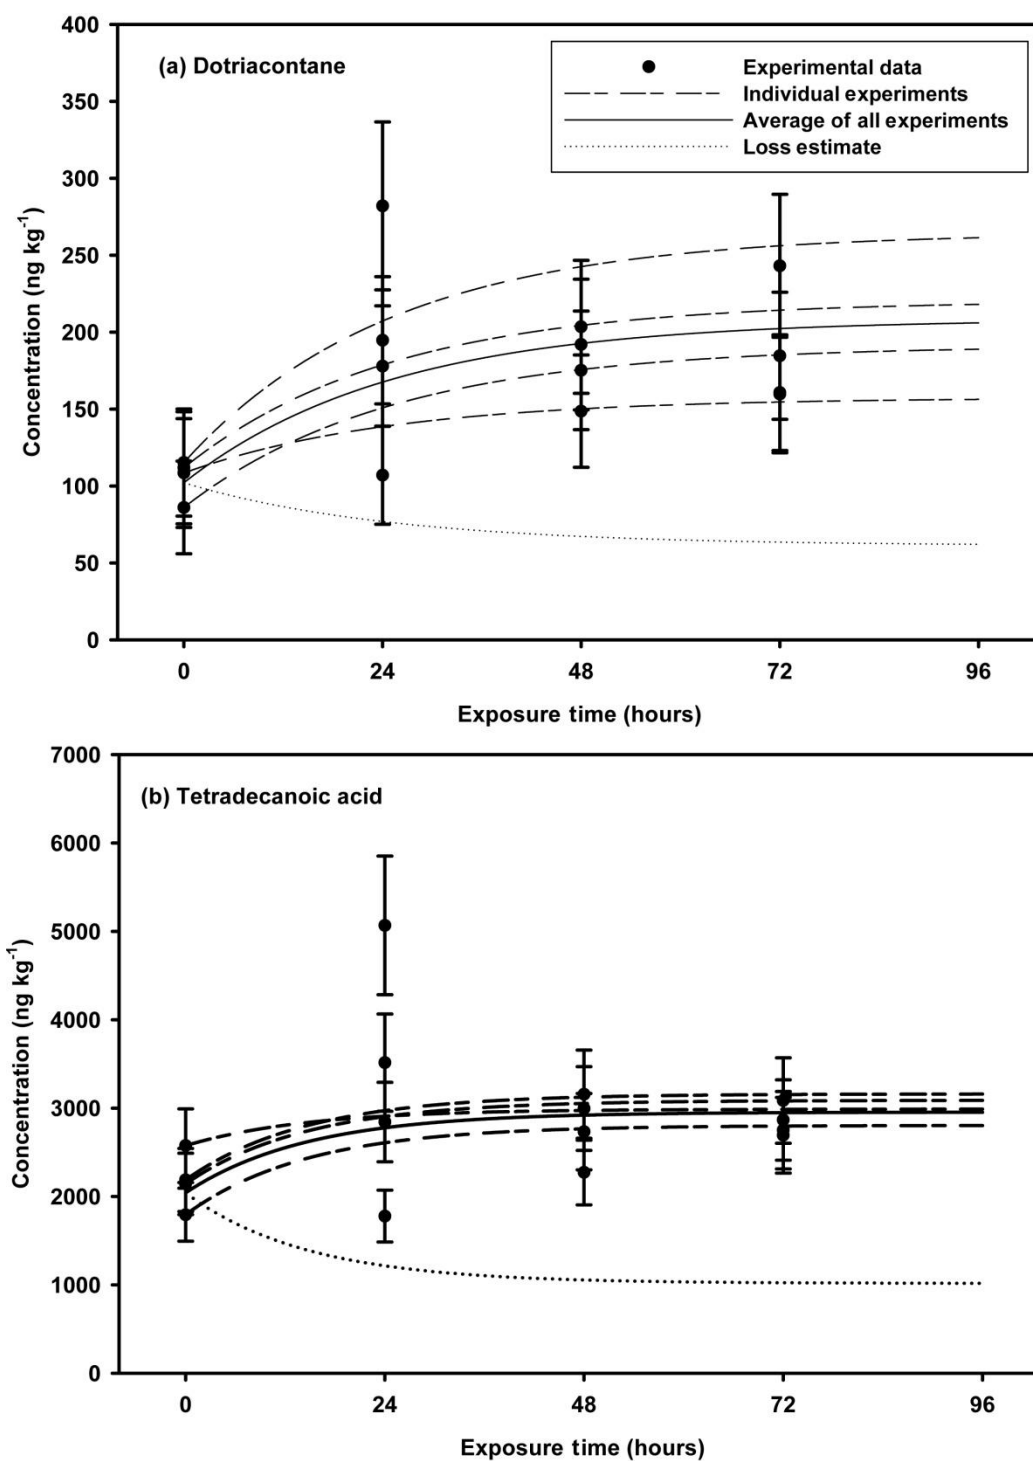 400
350
300
250
200
150
100
50
0
Concentration (ng kg⁻¹)
(a) Dotriacontane
Experimental data
Individual experiments
Average of all experiments
Loss estimate
0 24 48 72 96
Exposure time (hours)
7000
6000
5000
4000
3000
2000
1000
0
Concentration (ng kg⁻¹)
(b) Tetradecanoic acid
0 24 48 72 96
Exposure time (hours)